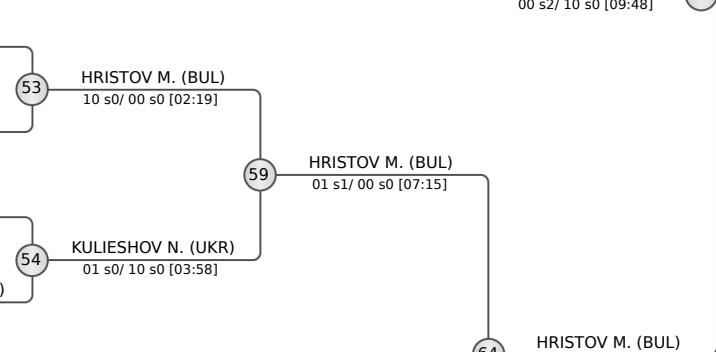 00 s2/ 10 s0 [09:48]
53
HRISTOV M. (BUL)
10 s0/ 00 s0 [02:19]
59
HRISTOV M. (BUL)
01 s1/ 00 s0 [07:15]
54
KULIESHOV N. (UKR)
01 s0/ 10 s0 [03:58]
)
64
HRISTOV M. (BUL)